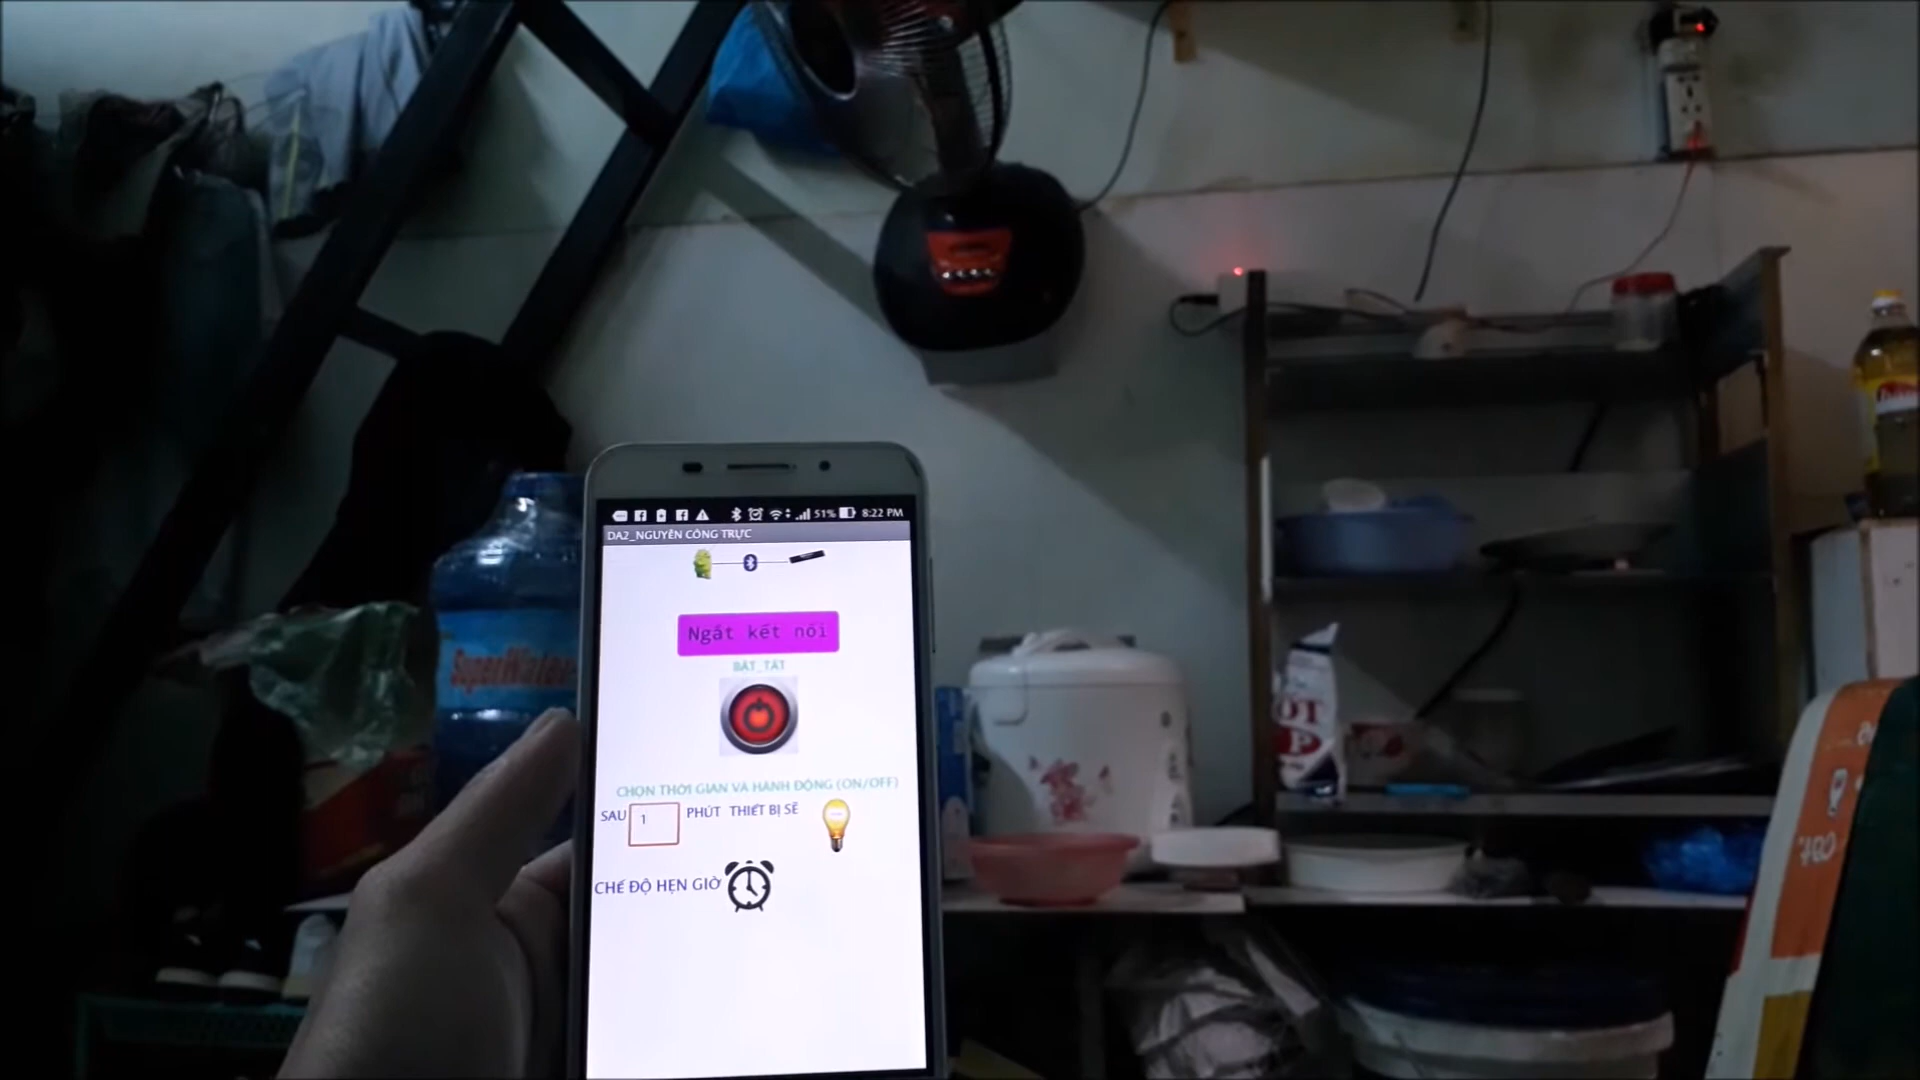 51% 8:22 PM
DA2_NGUYỄN CÔNG TRỰC
Ngắt kết nối
BẬT_TẮT
CHỌN THỜI GIAN VÀ HÀNH ĐỘNG (ON/OFF)
SAU 1 PHÚT THIẾT BỊ SẼ
CHẾ ĐỘ HẸN GIỜ
SuperWater